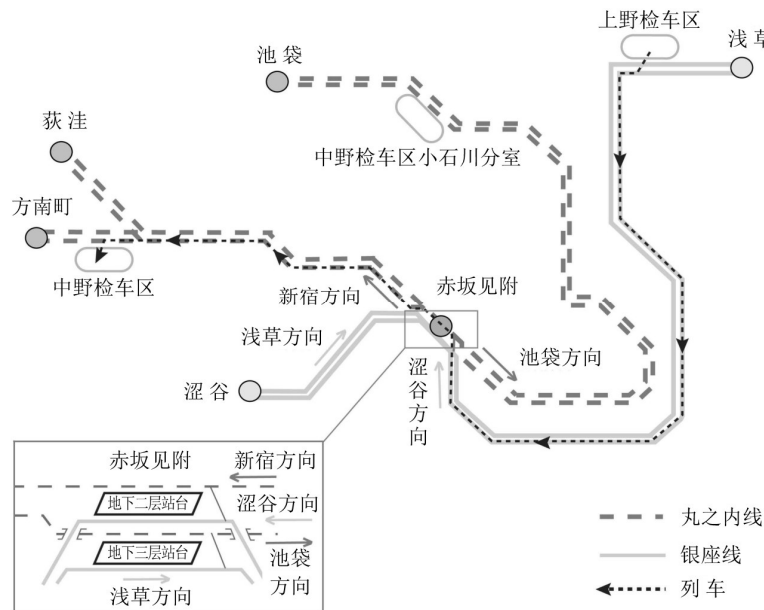 上野检车区
浅草
池袋
荻洼
中野检车区小石川分室
方南町
中野检车区
新宿方向
赤坂见附
浅草方向
池袋方向
涩谷方向
涩谷
赤坂见附
新宿方向
地下二层站台
涩谷方向
地下三层站台
池袋
方向
浅草方向
丸之内线
银座线
列车